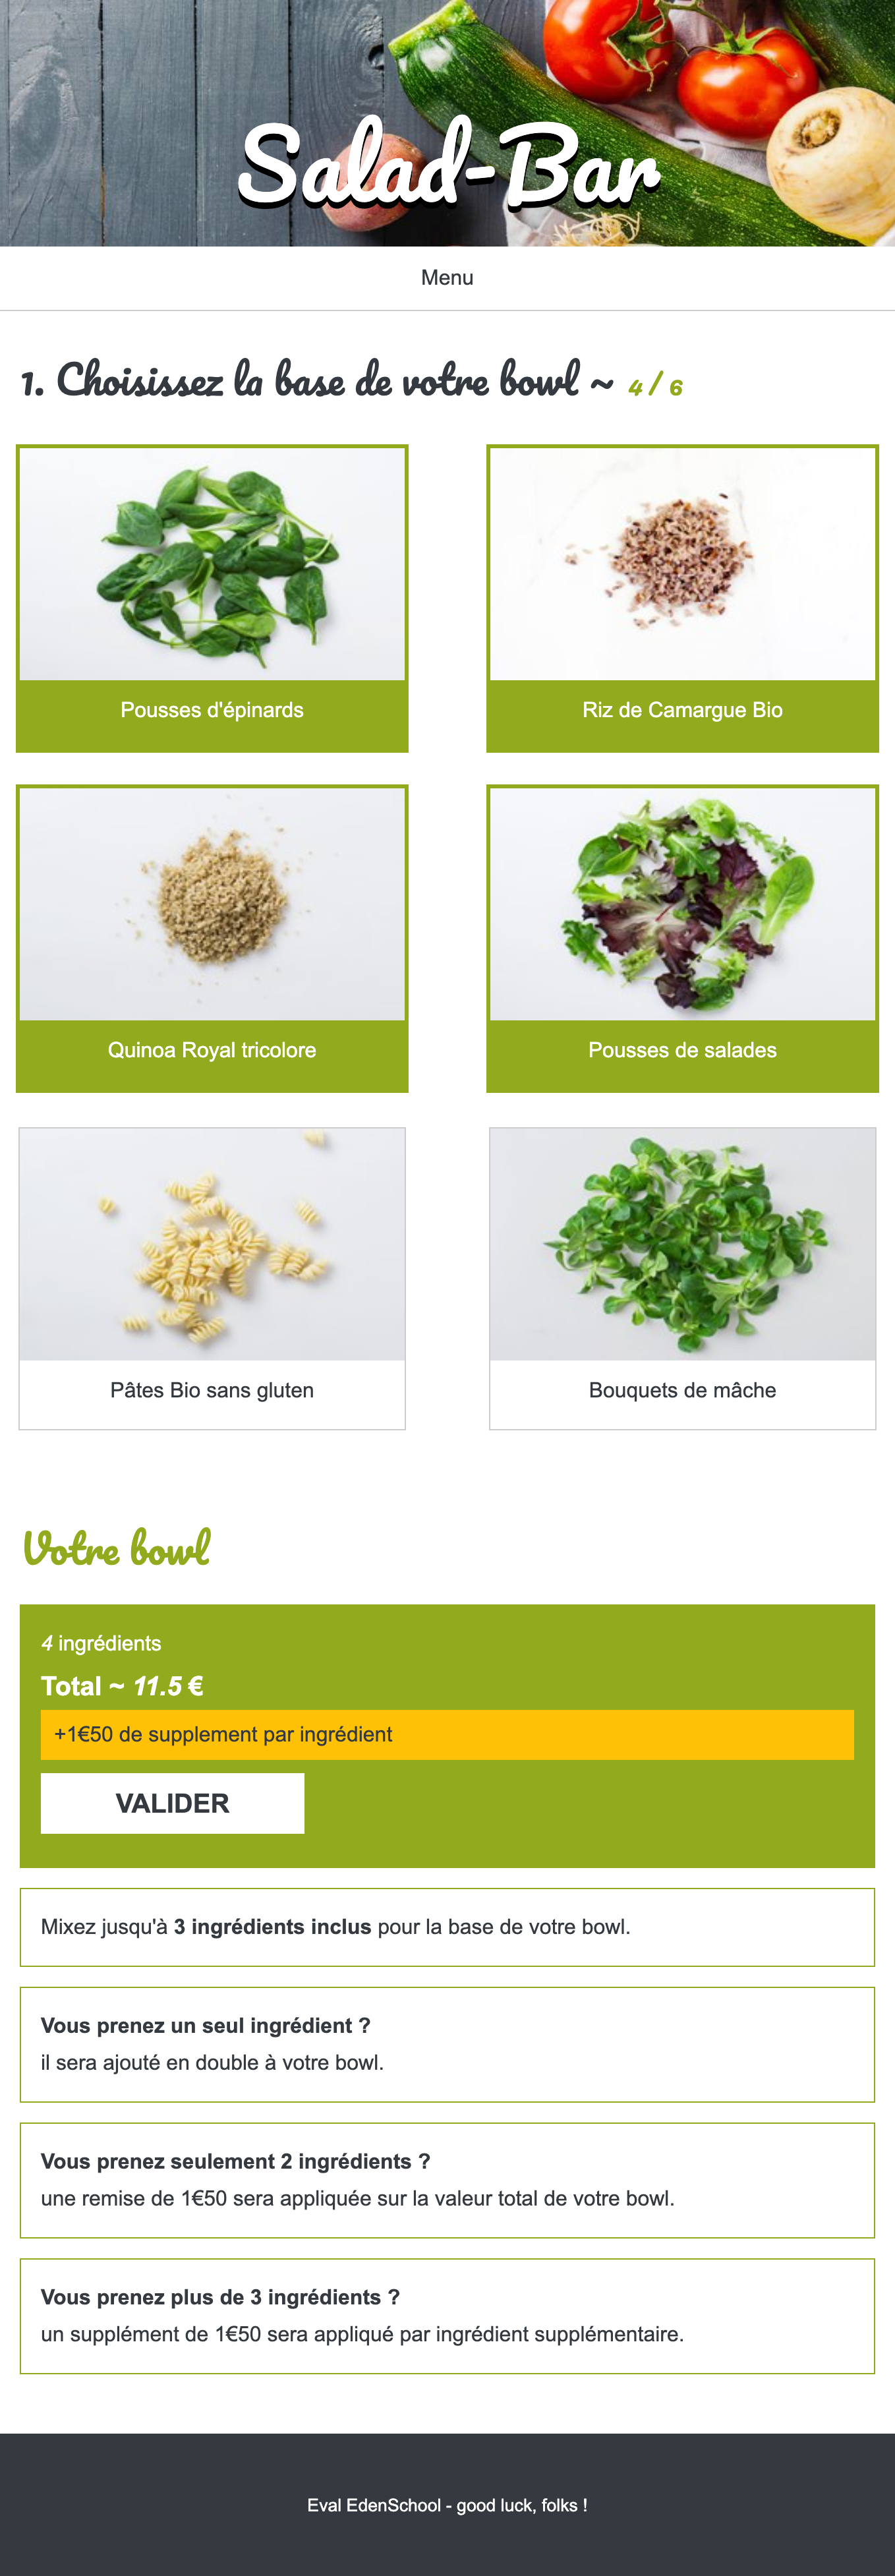 Salad-Bar
Menu
1. Choisissez la base de votre bowl ~ 4 / 6
Pousses d'épinards
Riz de Camargue Bio
Quinoa Royal tricolore
Pousses de salades
Pâtes Bio sans gluten
Bouquets de mâche
Votre bowl
4 ingrédients
Total ~ 11.5 €
+1€50 de supplement par ingrédient
VALIDER
Mixez jusqu'à 3 ingrédients inclus pour la base de votre bowl.
Vous prenez un seul ingrédient ?
il sera ajouté en double à votre bowl.
Vous prenez seulement 2 ingrédients ?
une remise de 1€50 sera appliquée sur la valeur total de votre bowl.
Vous prenez plus de 3 ingrédients ?
un supplément de 1€50 sera appliqué par ingrédient supplémentaire.
Eval EdenSchool - good luck, folks !